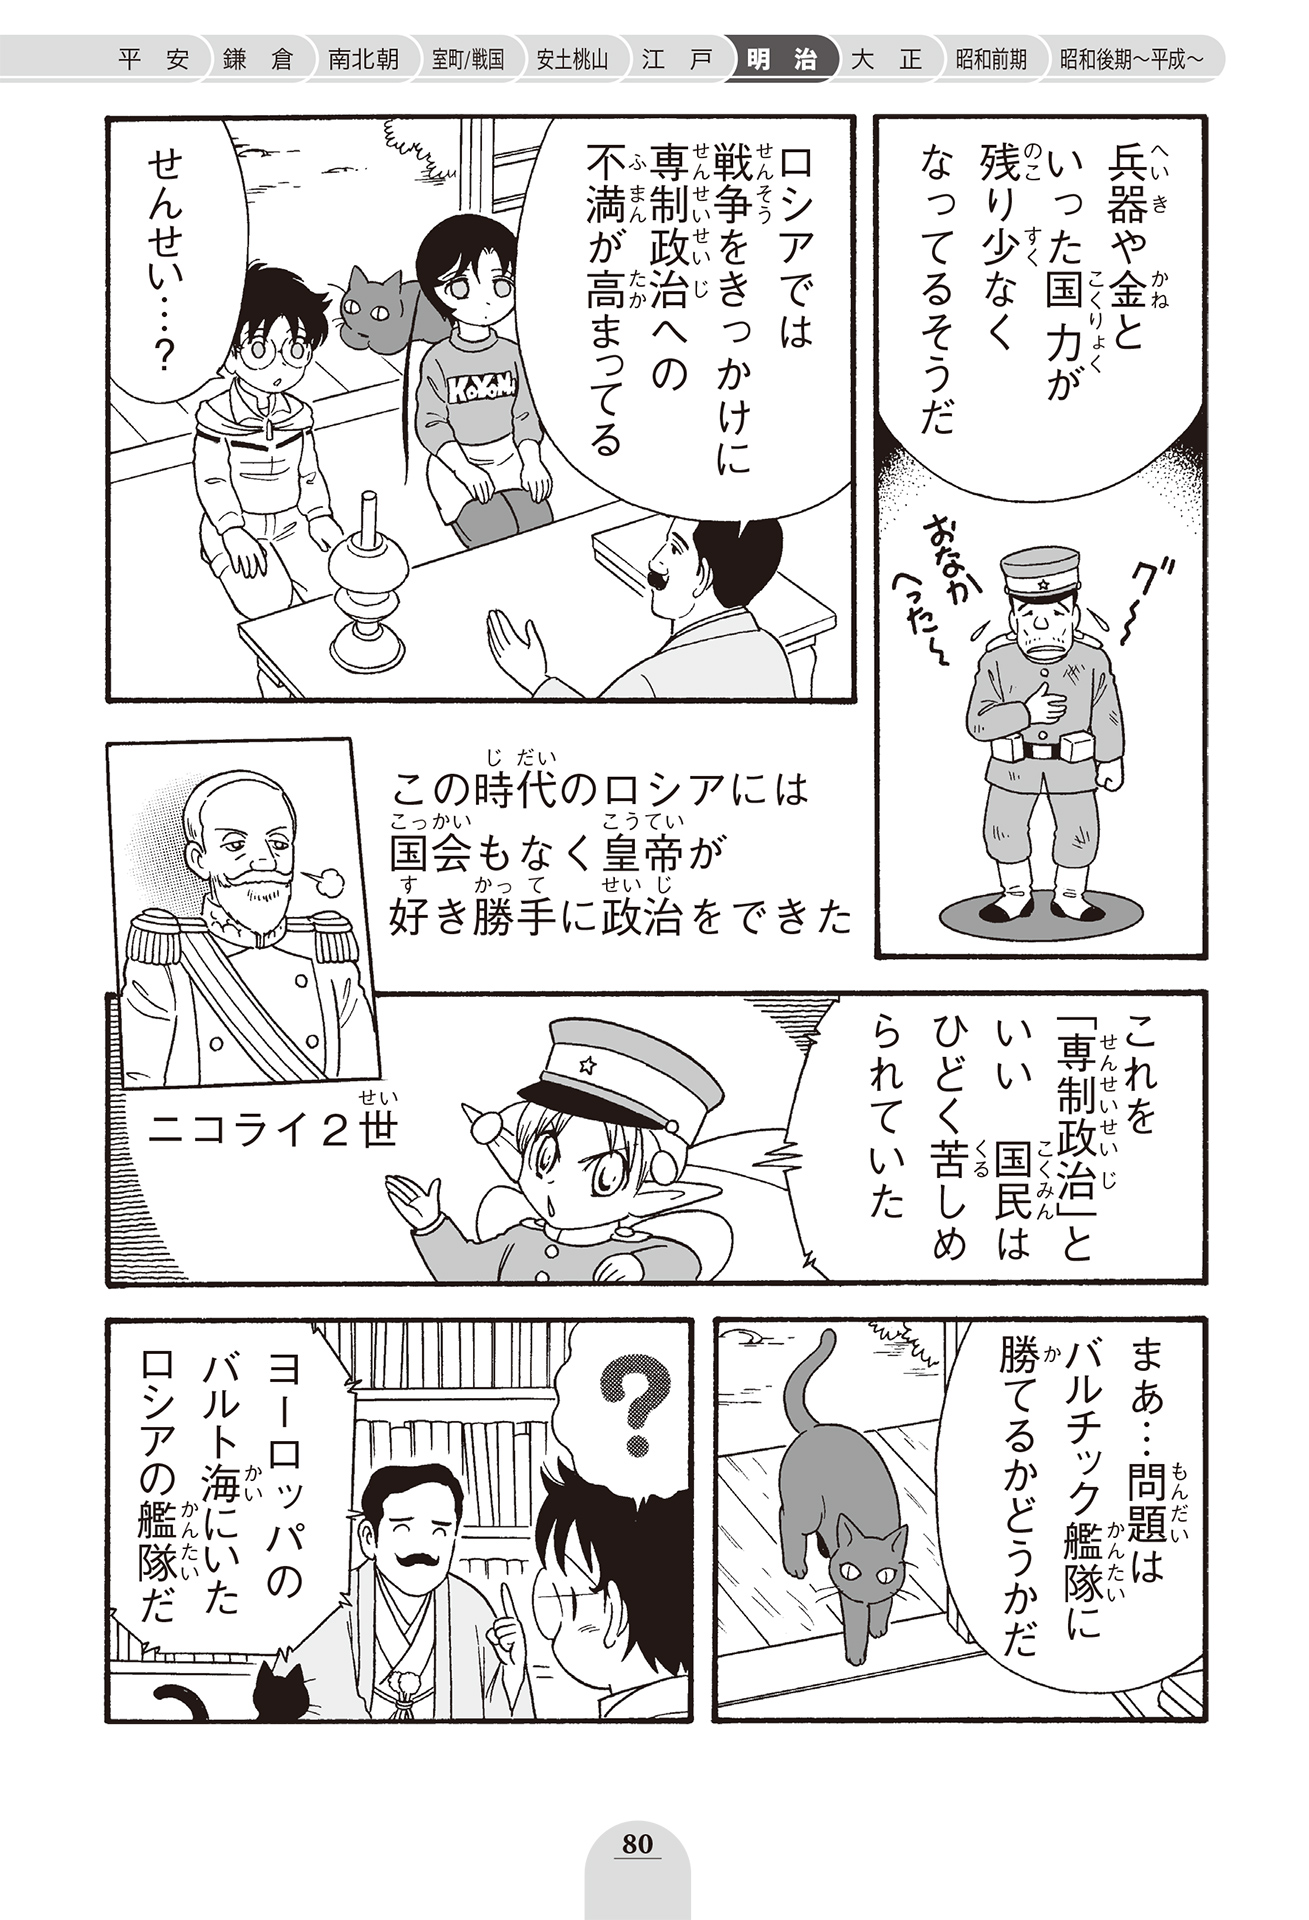 平安 鎌倉 南北朝 室町/戦国 安土桃山 江戸 明治 大正 昭和前期 昭和後期～平成～
兵器や金と
いった国力が
残り少なく
なってるそうだ
グ～
おなか
へった～
ロシアでは
戦争をきっかけに
専制政治への
不満が高まってる
KoYoMi
せんせい…?
この時代のロシアには
国会もなく皇帝が
好き勝手に政治をできた
ニコライ2世
これを
「専制政治」と
いい 国民は
ひどく苦しめ
られていた
まあ…問題は
バルチック艦隊に
勝てるかどうかだ
?
ヨーロッパの
バルト海にいた
ロシアの艦隊だ
80